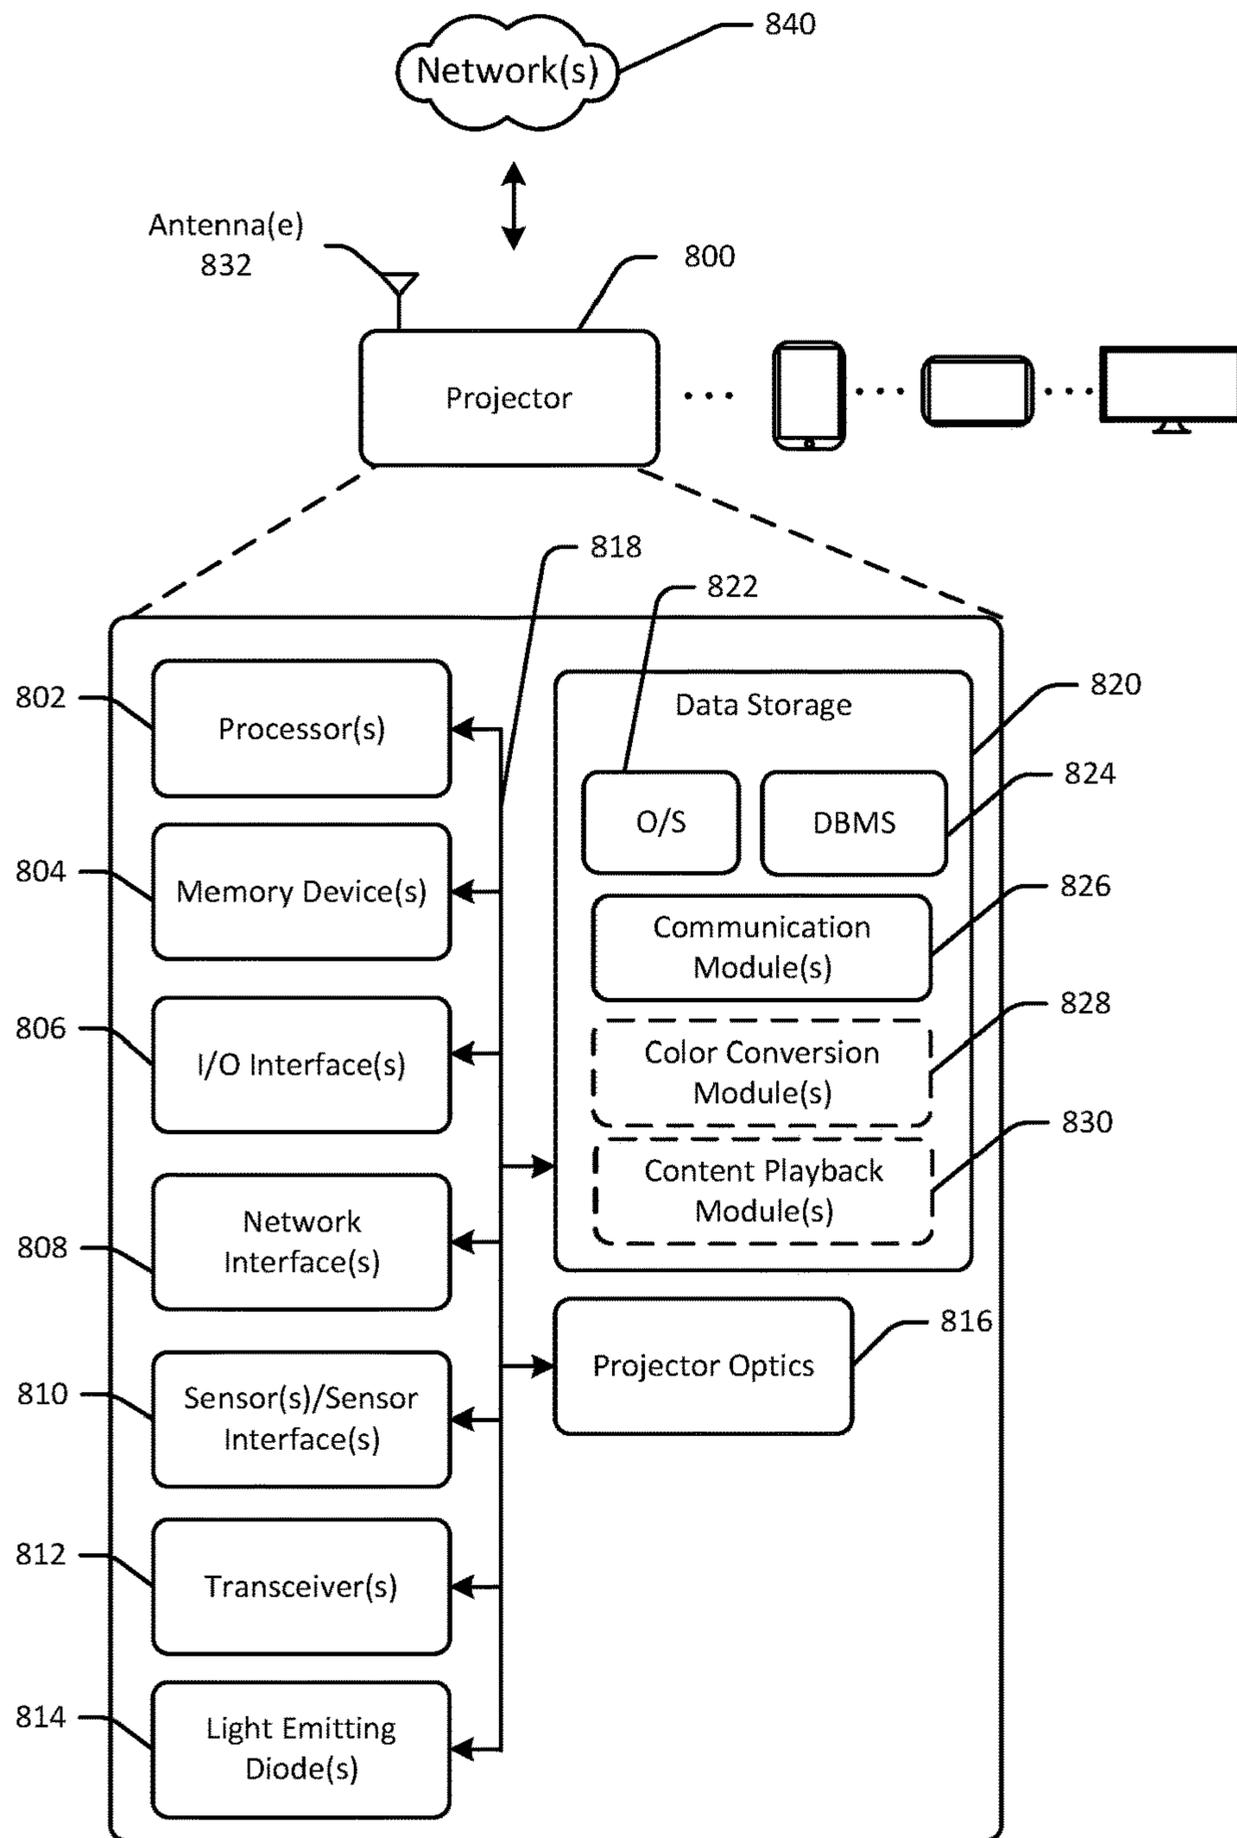 840
Network(s)
Antenna(e)
832
800
Projector
818
822
802
Processor(s)
Data Storage
820
O/S
DBMS
824
804
Memory Device(s)
Communication
Module(s)
826
806
I/O Interface(s)
Color Conversion
Module(s)
828
Content Playback
Module(s)
830
808
Network
Interface(s)
Projector Optics
816
810
Sensor(s)/Sensor
Interface(s)
812
Transceiver(s)
814
Light Emitting
Diode(s)